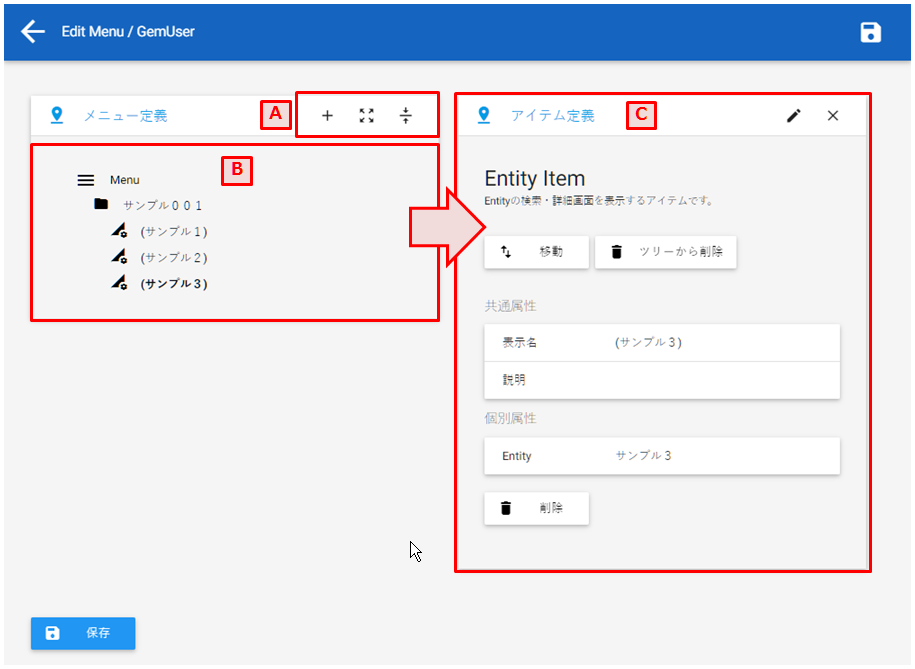 Edit Menu / GemUser
メニュー定義
A
B
Menu
サンプル００１
(サンプル１)
(サンプル２)
(サンプル３)
アイテム定義
C
Entity Item
Entityの検索・詳細画面を表示するアイテムです。
移動
ツリーから削除
共通属性
表示名 (サンプル３)
説明
個別属性
Entity サンプル３
削除
保存